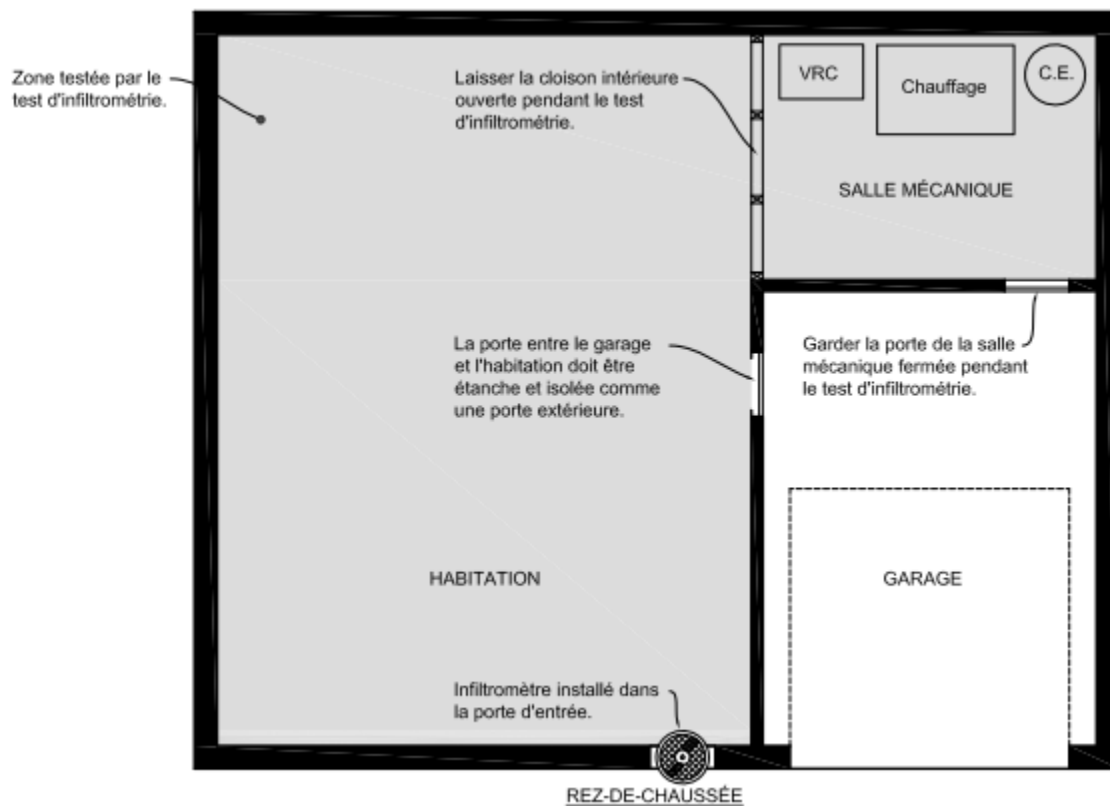 Zone testée par le
test d'infiltrométrie.
Laisser la cloison intérieure
ouverte pendant le test
d'infiltrométrie.
VRC
Chauffage
C.E.
SALLE MÉCANIQUE
La porte entre le garage
et l'habitation doit être
étanche et isolée comme
une porte extérieure.
Garder la porte de la salle
mécanique fermée pendant
le test d'infiltrométrie.
HABITATION
GARAGE
Infiltromètre installé dans
la porte d'entrée.
REZ-DE-CHAUSSÉE